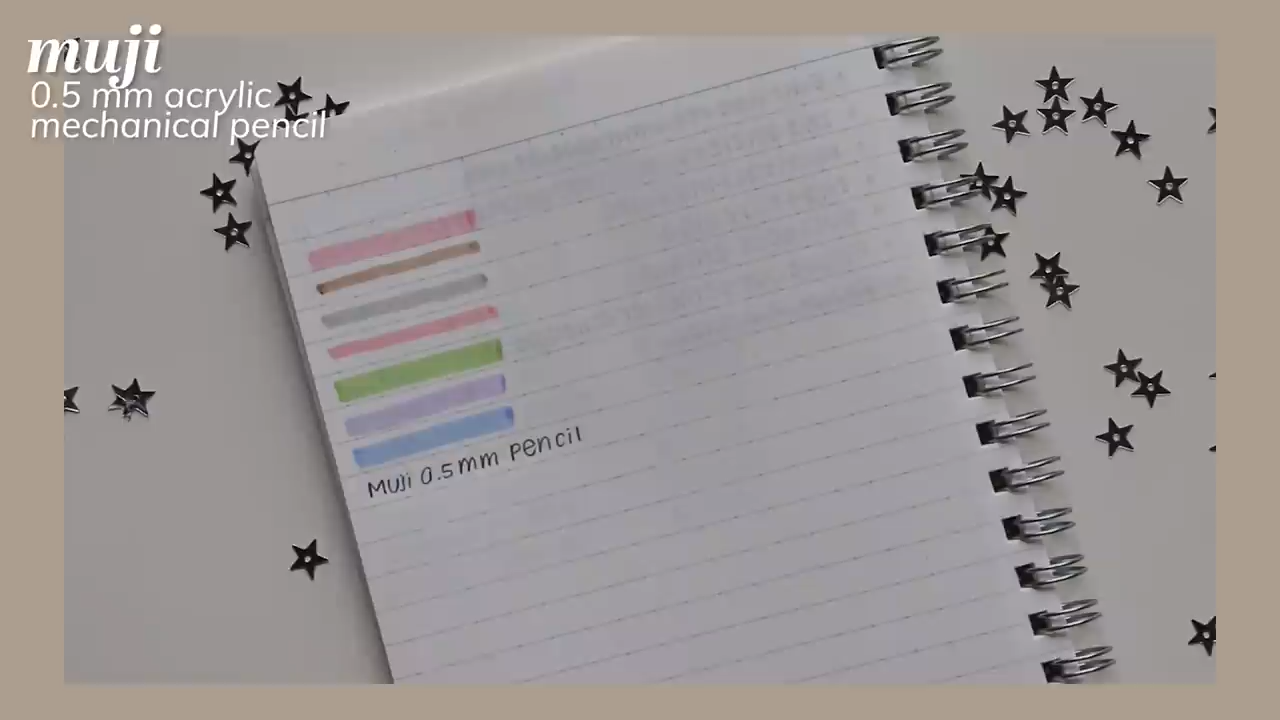 muji
0.5 mm acrylic
mechanical pencil
Muji 0.5mm pencil